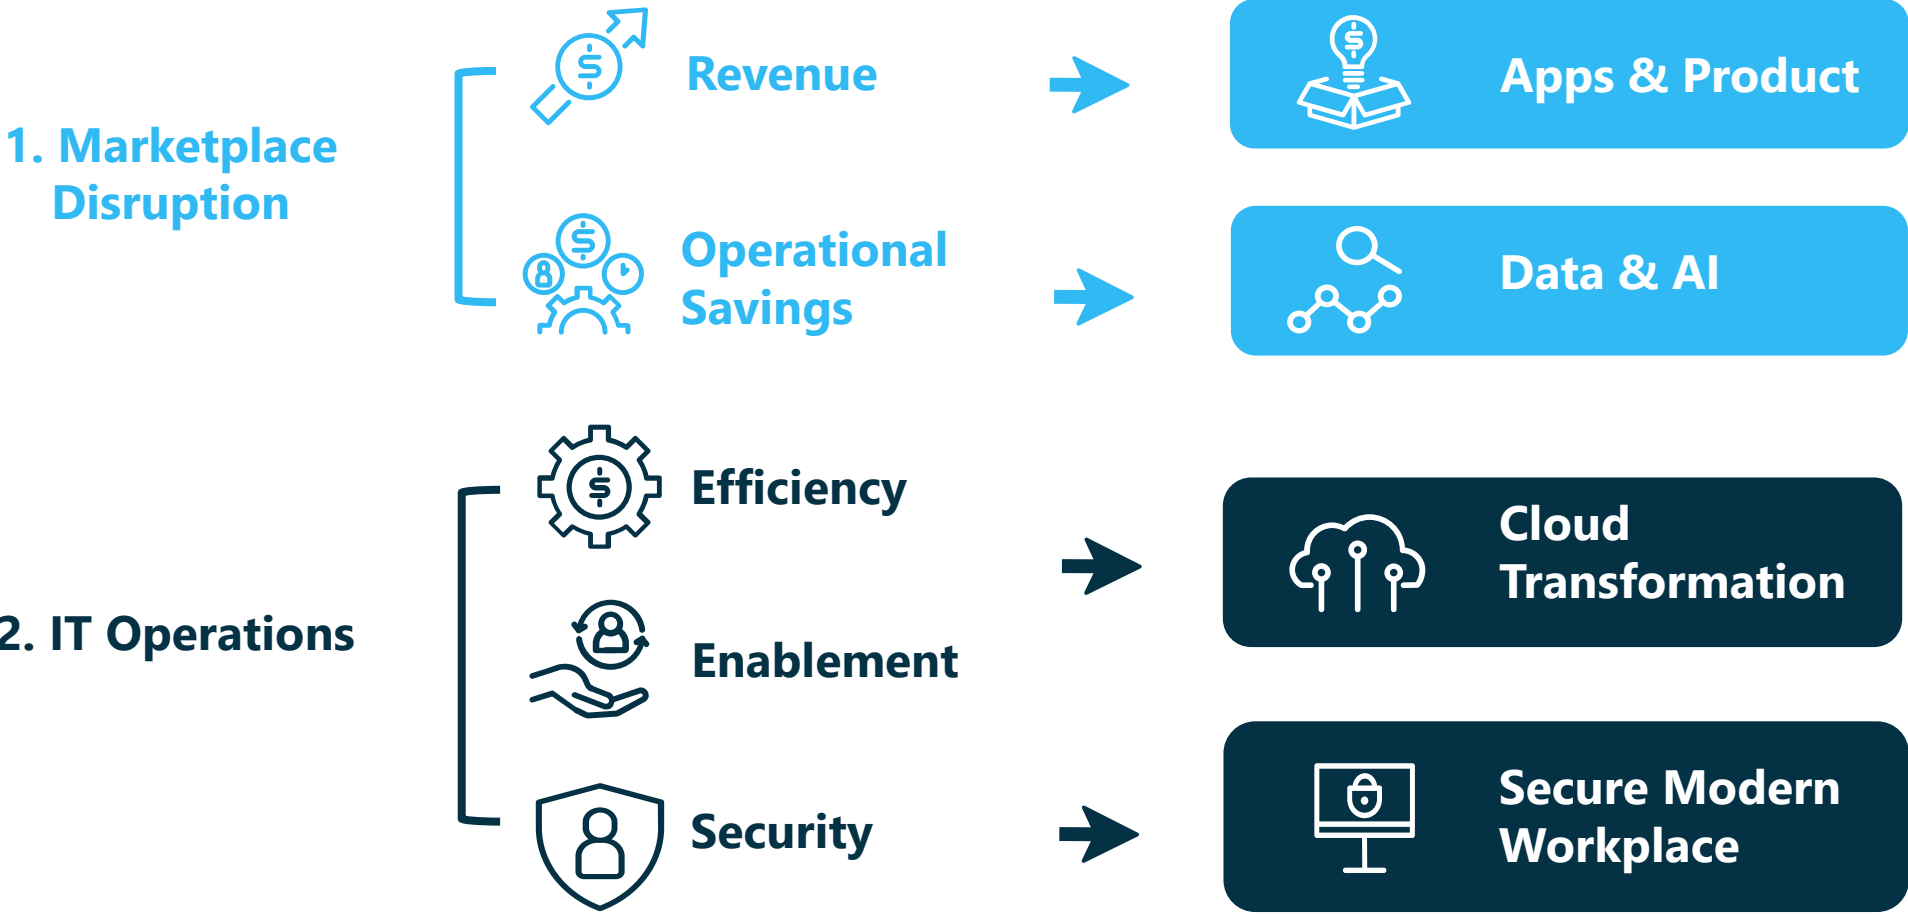 1. Marketplace
Disruption
Revenue
Apps & Product
Operational
Savings
Data & AI
2. IT Operations
Efficiency
Enablement
Cloud
Transformation
Security
Secure Modern
Workplace